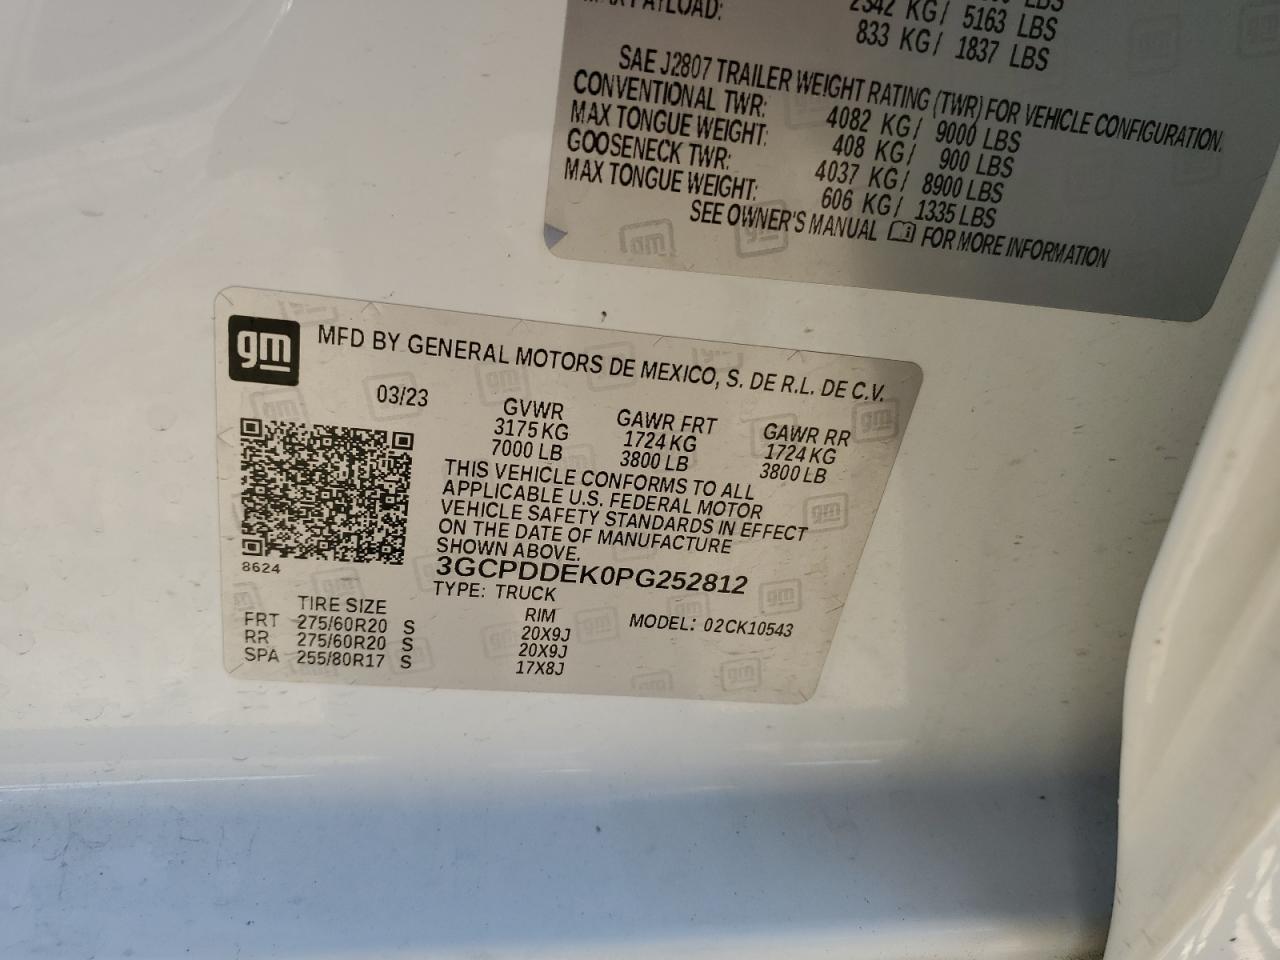 2342 KG/ 5163 LBS
MAX PAYLOAD: 833 KG/ 1837 LBS
SAE J2807 TRAILER WEIGHT RATING (TWR) FOR VEHICLE CONFIGURATION.
CONVENTIONAL TWR: 4082 KG/ 9000 LBS
MAX TONGUE WEIGHT: 408 KG/ 900 LBS
GOOSENECK TWR: 4037 KG/ 8900 LBS
MAX TONGUE WEIGHT: 606 KG/ 1335 LBS
SEE OWNER'S MANUAL FOR MORE INFORMATION
gm MFD BY GENERAL MOTORS DE MEXICO, S. DE R.L. DE C.V.
03/23 GVWR GAWR FRT GAWR RR
3175 KG 1724 KG 1724 KG
7000 LB 3800 LB 3800 LB
THIS VEHICLE CONFORMS TO ALL
APPLICABLE U.S. FEDERAL MOTOR
VEHICLE SAFETY STANDARDS IN EFFECT
ON THE DATE OF MANUFACTURE
SHOWN ABOVE.
8624
3GCPDDEK0PG252812
TYPE: TRUCK
MODEL: 02CK10543
TIRE SIZE RIM
FRT 275/60R20 S 20X9J
RR 275/60R20 S 20X9J
SPA 255/80R17 S 17X8J